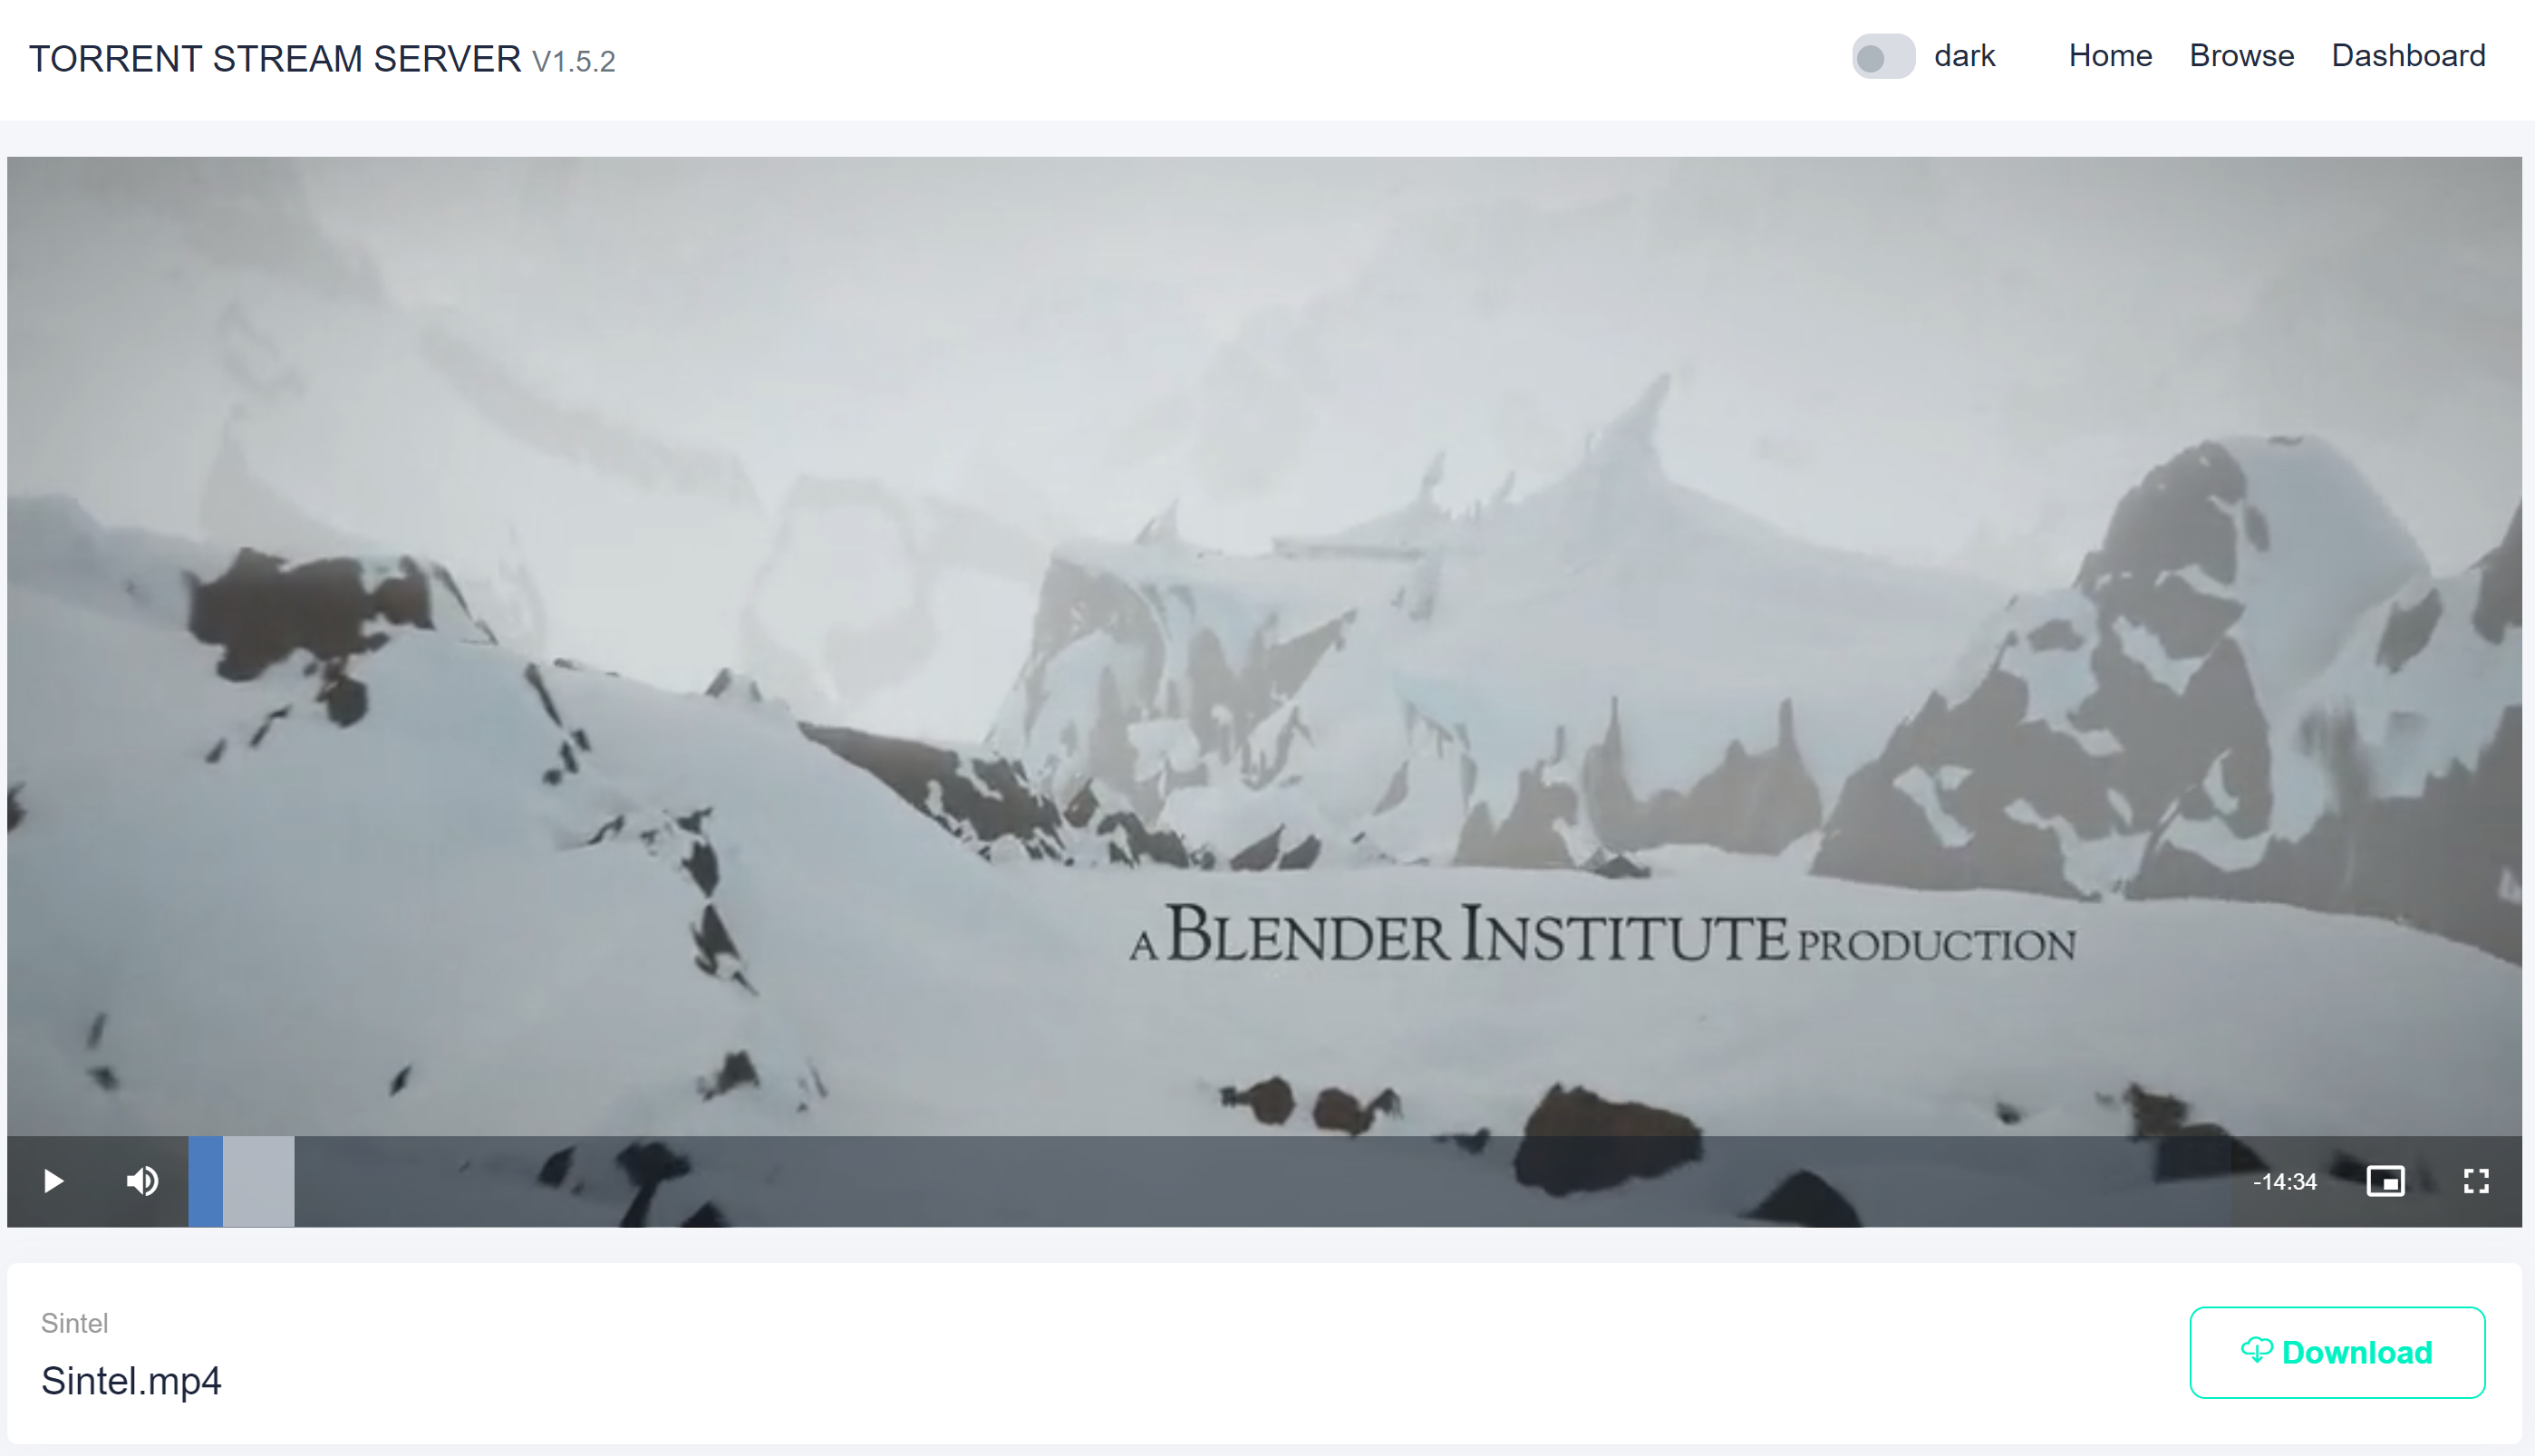 TORRENT STREAM SERVER V1.5.2
dark Home Browse Dashboard
A BLENDER INSTITUTE PRODUCTION
-14:34
Sintel
Sintel.mp4
Download